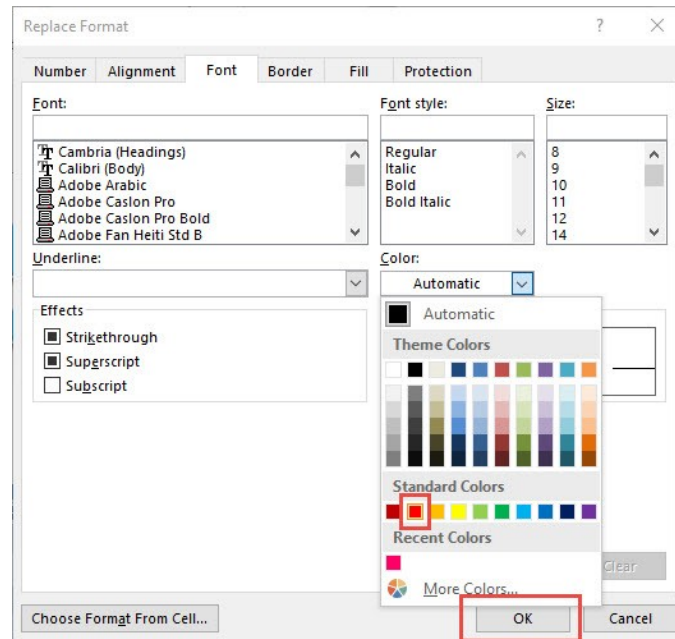 Replace Format ?
Number Alignment Font Border Fill Protection
Font: Font style: Size:
Cambria (Headings) Regular 8
Calibri (Body) Italic 9
Adobe Arabic Bold 10
Adobe Caslon Pro Bold Italic 11
Adobe Caslon Pro Bold 12
Adobe Fan Heiti Std B 14
Underline: Color:
Automatic
Effects Automatic
Strikethrough Theme Colors
Superscript
Subscript
Standard Colors
Recent Colors
Clear
More Colors...
Choose Format From Cell... OK Cancel